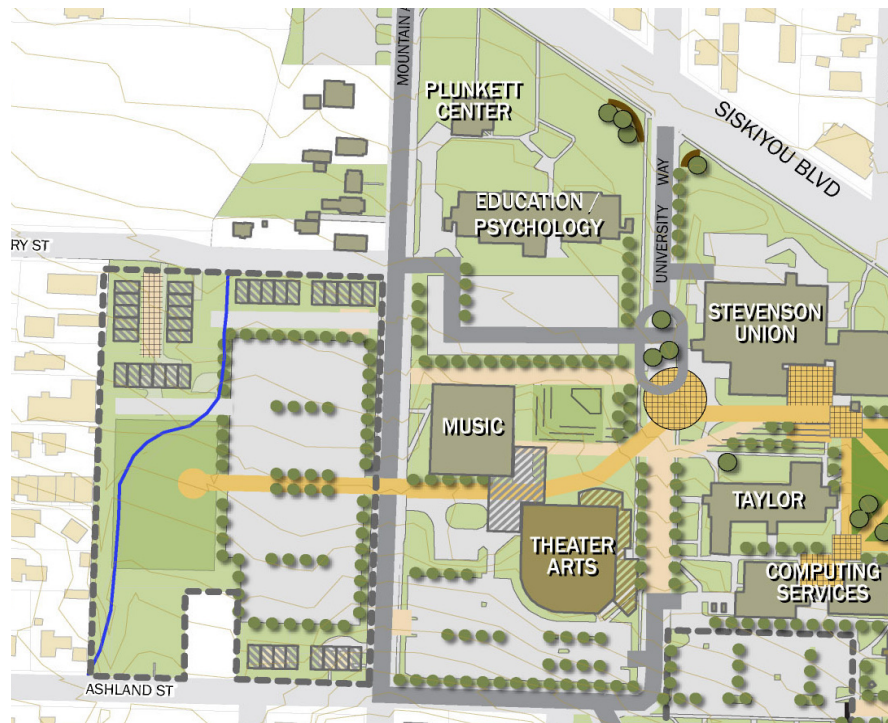 MOUNTAIN A
PLUNKETT
CENTER
SISKIYOU BLVD
UNIVERSITY WAY
EDUCATION /
PSYCHOLOGY
RY ST
STEVENSON
UNION
MUSIC
TAYLOR
THEATER
ARTS
COMPUTING
SERVICES
ASHLAND ST